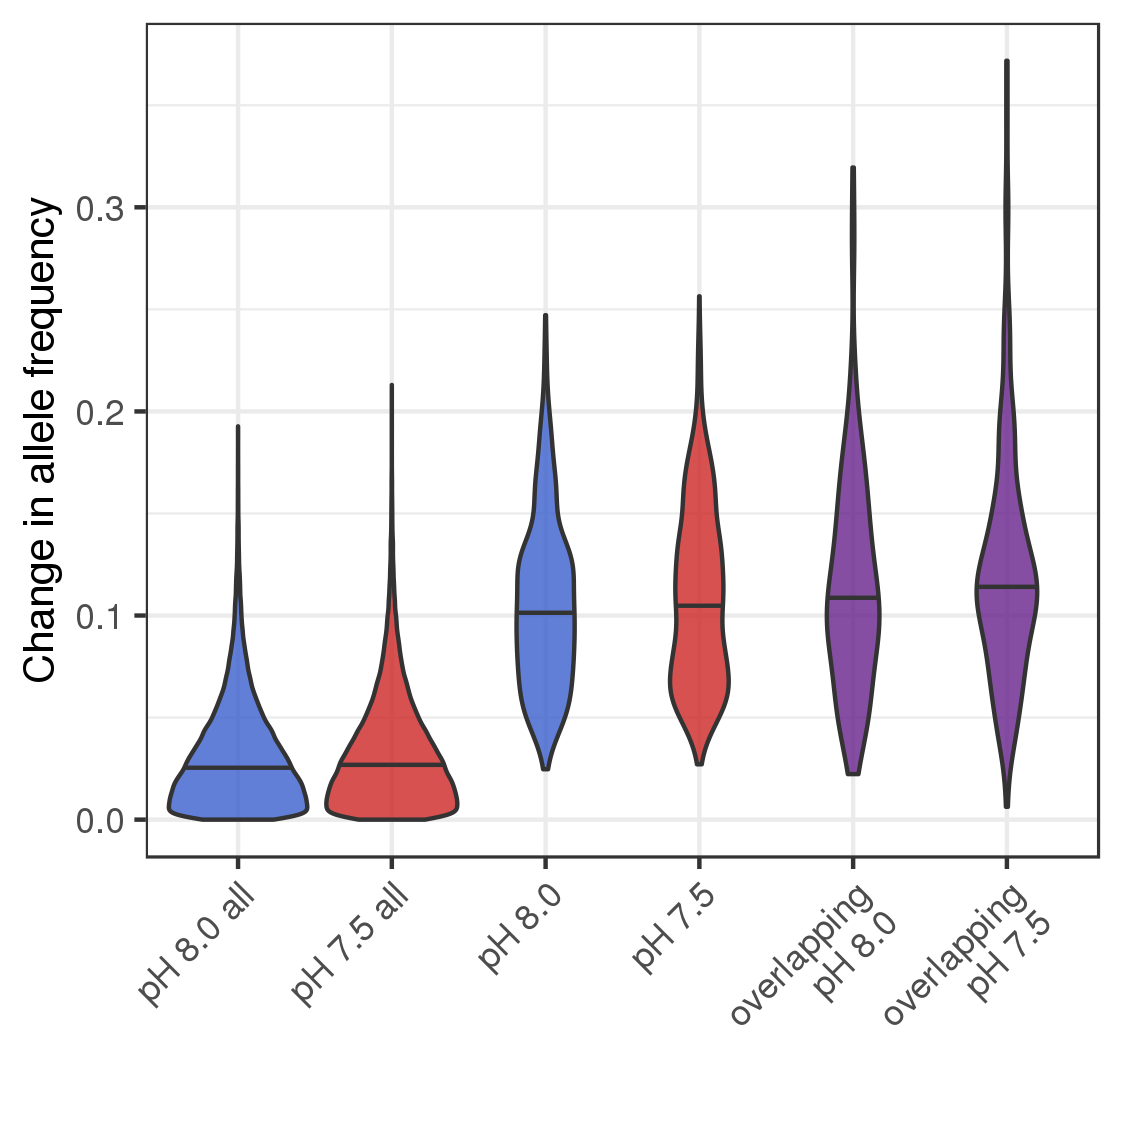 Change in allele frequency
0.3
0.2
0.1
0.0
pH 8.0 all
pH 7.5 all
pH 8.0
pH 7.5
overlapping
pH 8.0
overlapping
pH 7.5